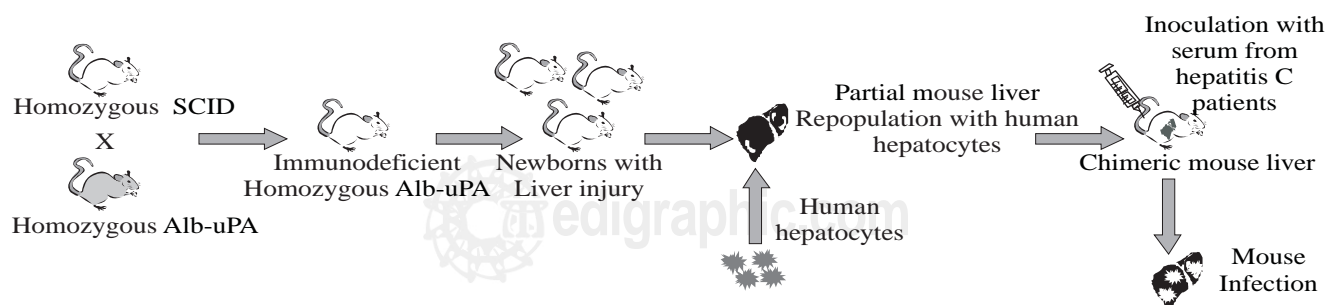 Homozygous SCID
X
Homozygous Alb-uPA
Immunodeficient
Homozygous Alb-uPA
Newborns with
Liver injury
Partial mouse liver
Repopulation with human
hepatocytes
Human
hepatocytes
Inoculation with
serum from
hepatitis C
patients
Chimeric mouse liver
Mouse
Infection
medigraphic.com